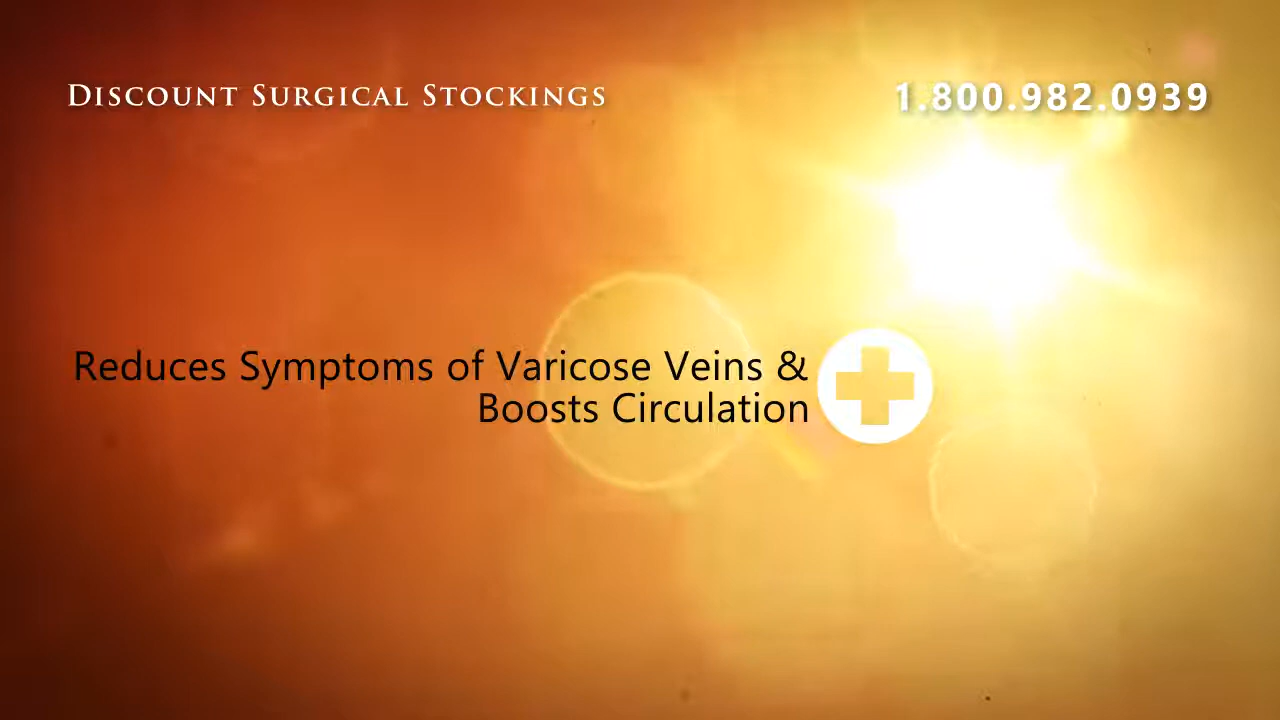 Discount Surgical Stockings
1.800.982.0939
Reduces Symptoms of Varicose Veins &
Boosts Circulation